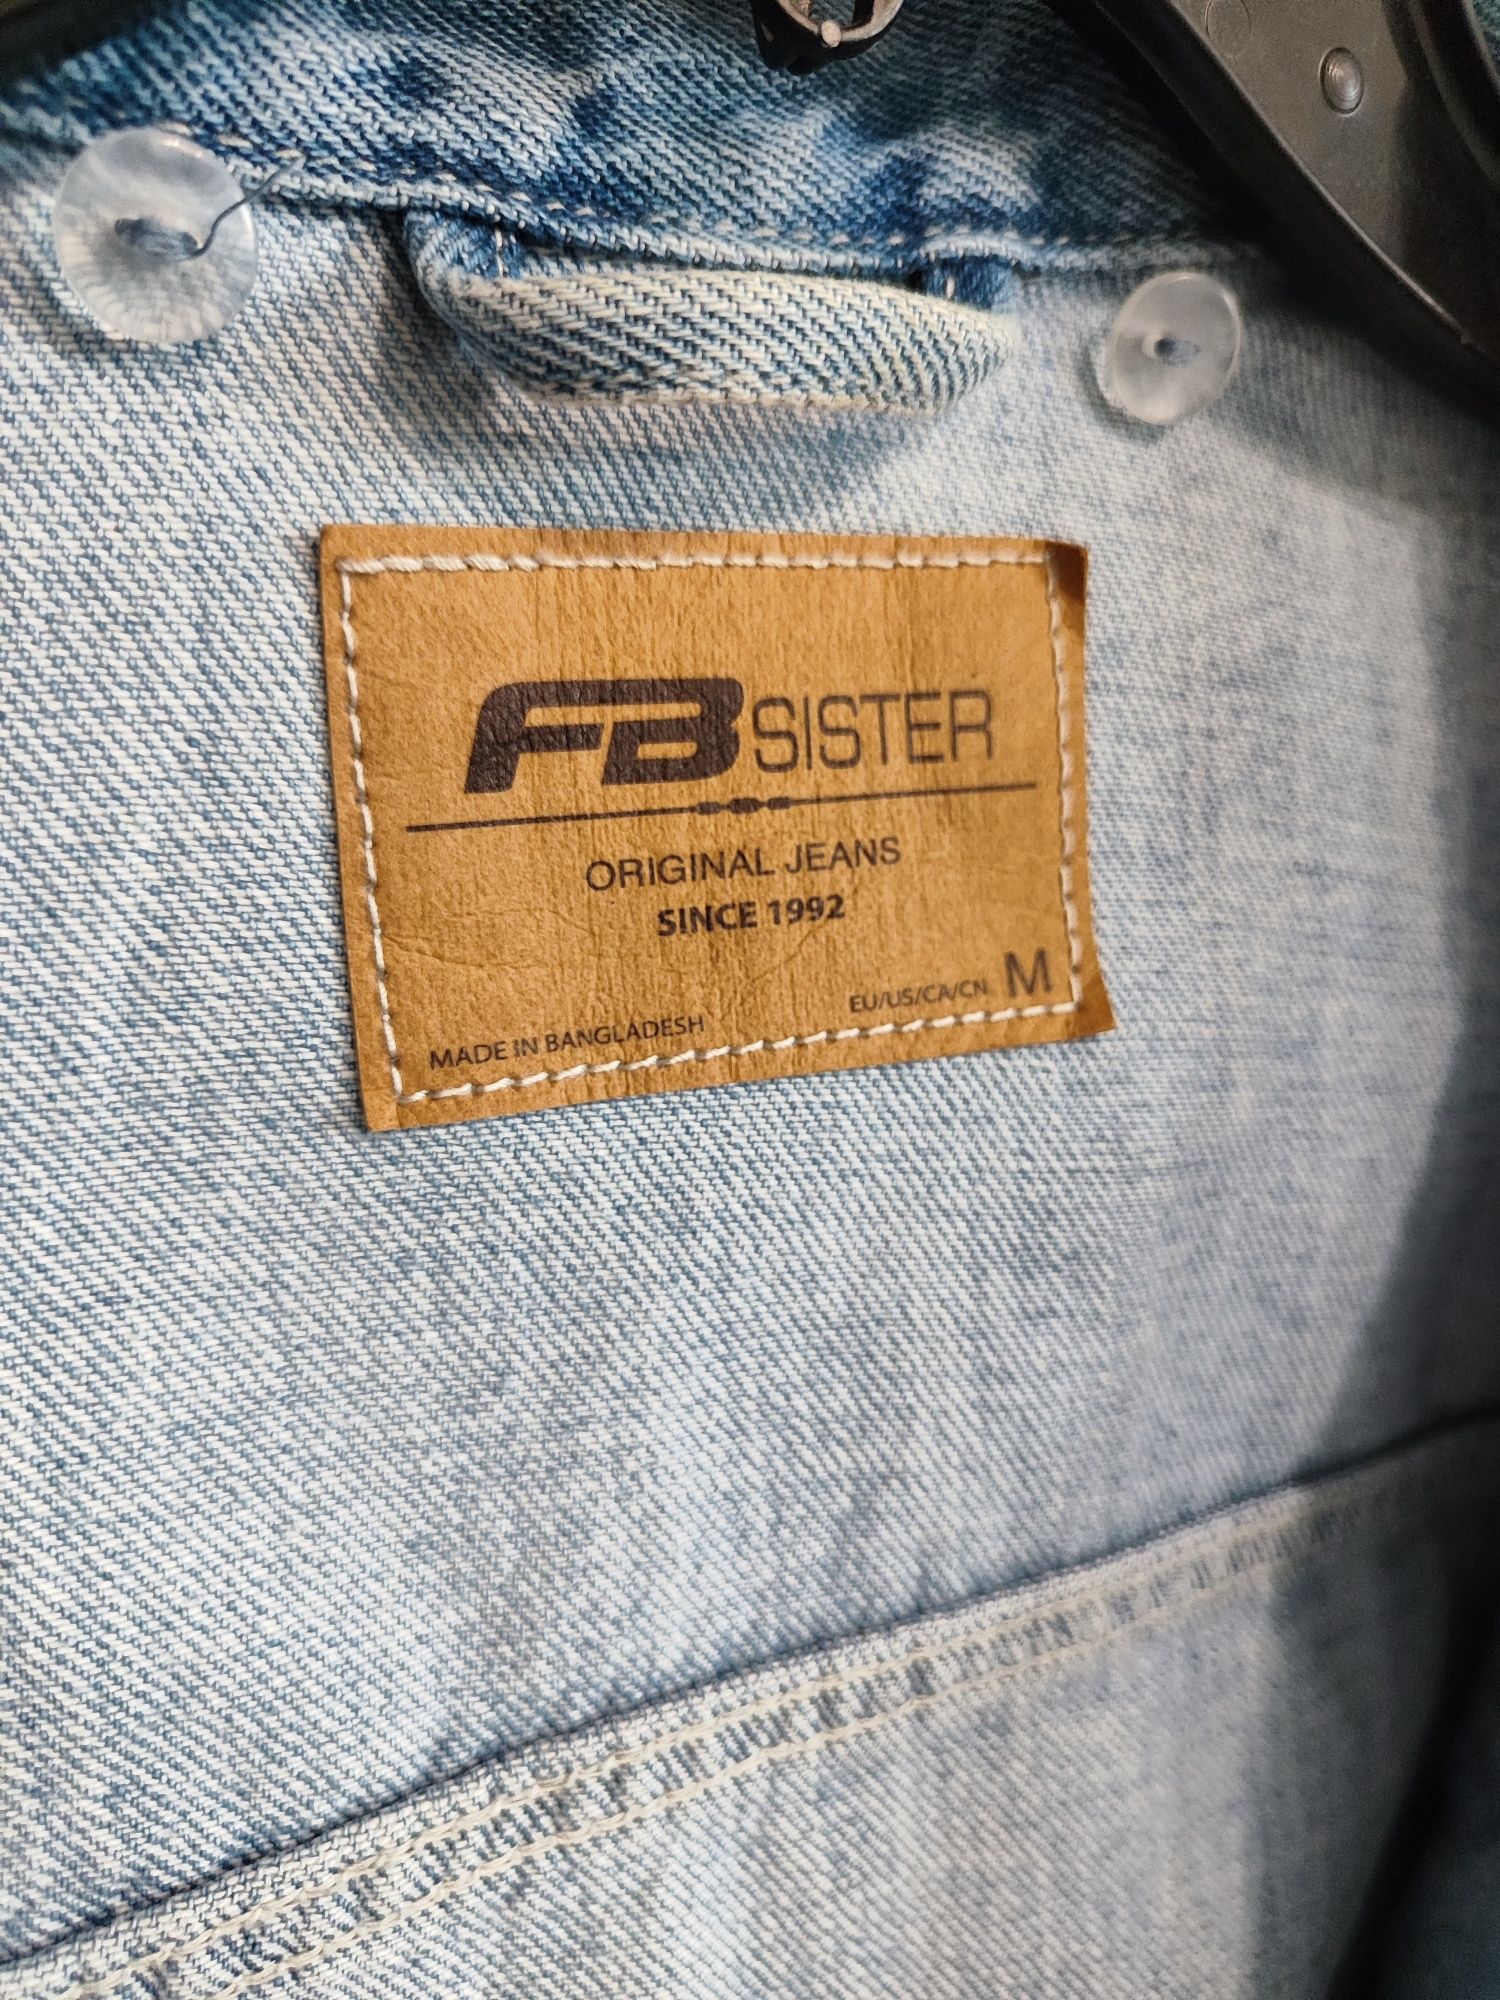 FB SISTER
ORIGINAL JEANS
SINCE 1992
EU/US/CA/CN M
MADE IN BANGLADESH